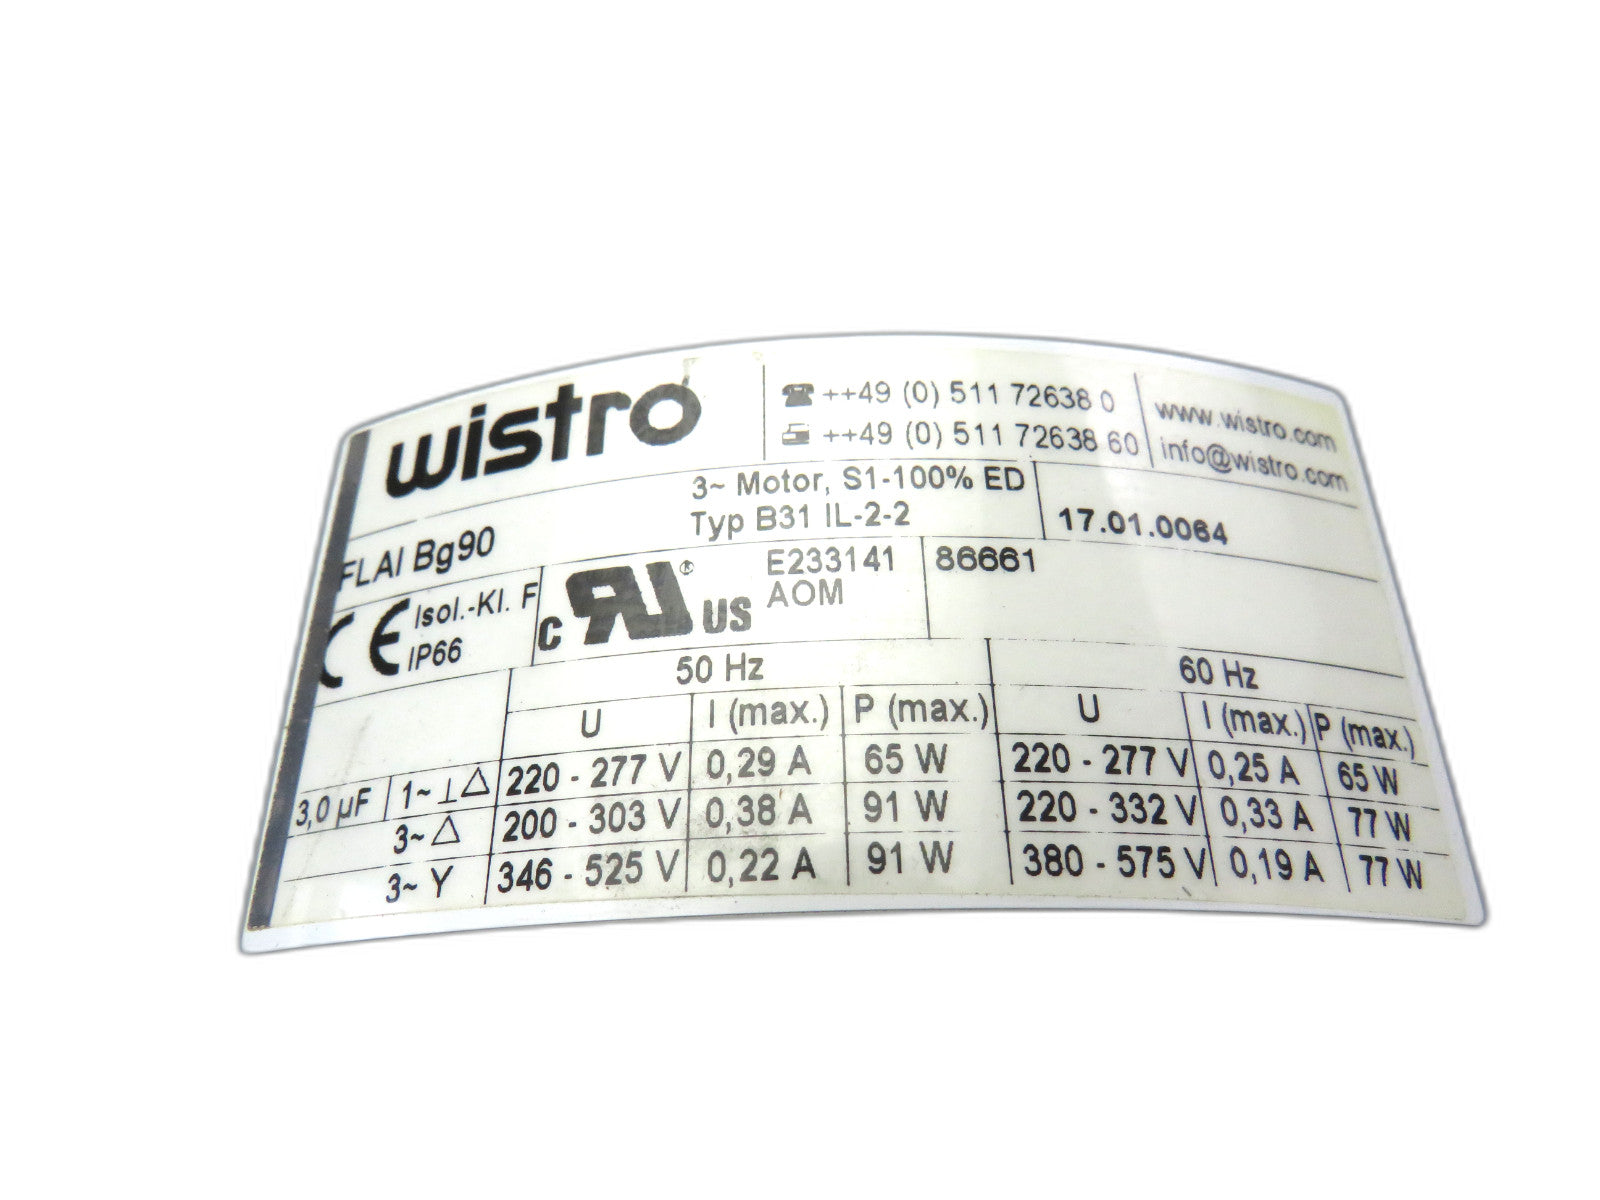 wistro
☎ ++49 (0) 511 72638 0
++49 (0) 511 72638 60
www.wistro.com
info@wistro.com
3~ Motor, S1-100% ED
Typ B31 IL-2-2
17.01.0064
FLAI Bg90
CE Isol.-Kl. F
IP66
c RU ® US
E233141
AOM
86661
50 Hz 60 Hz
U I (max.) P (max.) U I (max.) P (max.)
3,0 µF 1~ ⊥ △ 220 - 277 V 0,29 A 65 W 220 - 277 V 0,25 A 65 W
3~ △ 200 - 303 V 0,38 A 91 W 220 - 332 V 0,33 A 77 W
3~ Y 346 - 525 V 0,22 A 91 W 380 - 575 V 0,19 A 77 W